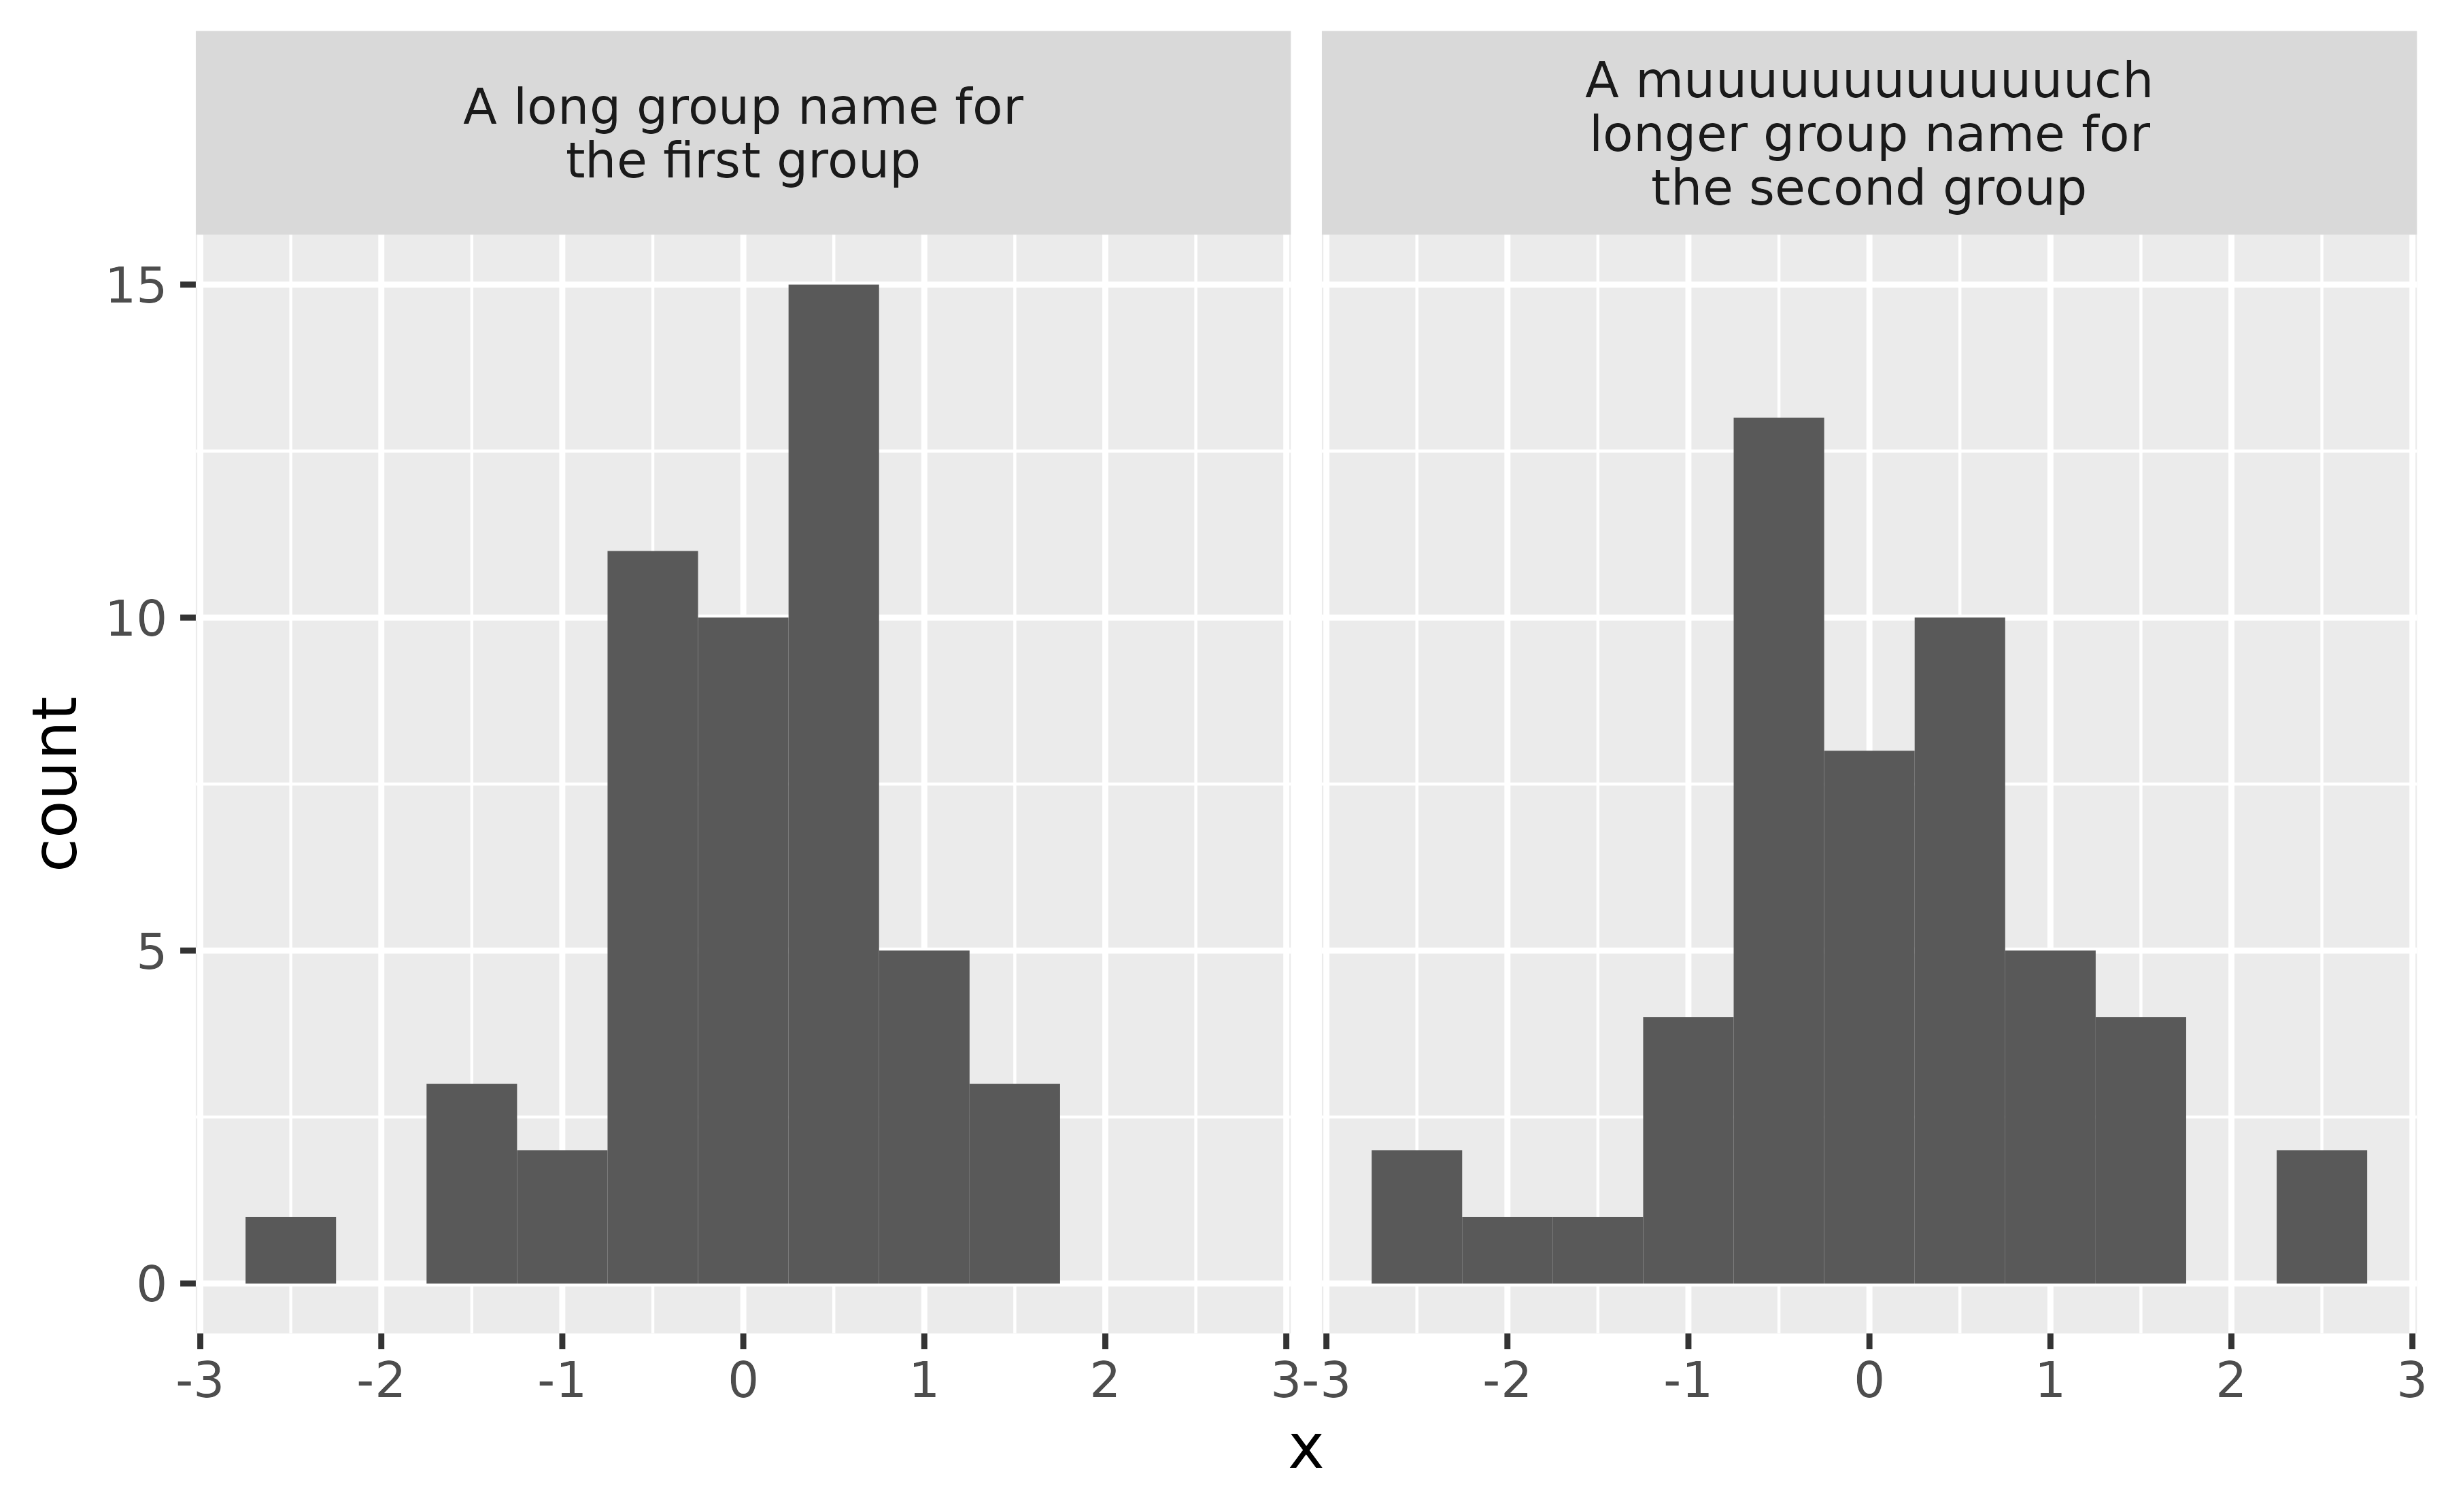 A long group name for
the first group
A muuuuuuuuuuuuuuch
longer group name for
the second group
15
10
5
0
count
-3 -2 -1 0 1 2 3 -3 -2 -1 0 1 2 3
x